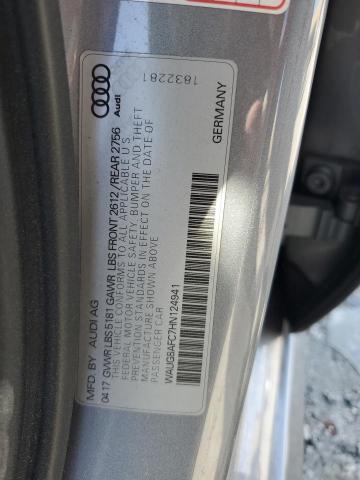 MFD. BY AUDI AG
04 17 GVWR LBS 5181 GAWR LBS FRONT 2612 / REAR 2756
THIS VEHICLE CONFORMS TO ALL APPLICABLE U S
FEDERAL MOTOR VEHICLE SAFETY, BUMPER AND THEFT
PREVENTION STANDARDS IN EFFECT ON THE DATE OF
MANUFACTURE SHOWN ABOVE
PASSENGER CAR
WAUG8AFC7HN124941
GERMANY
Audi
1832281